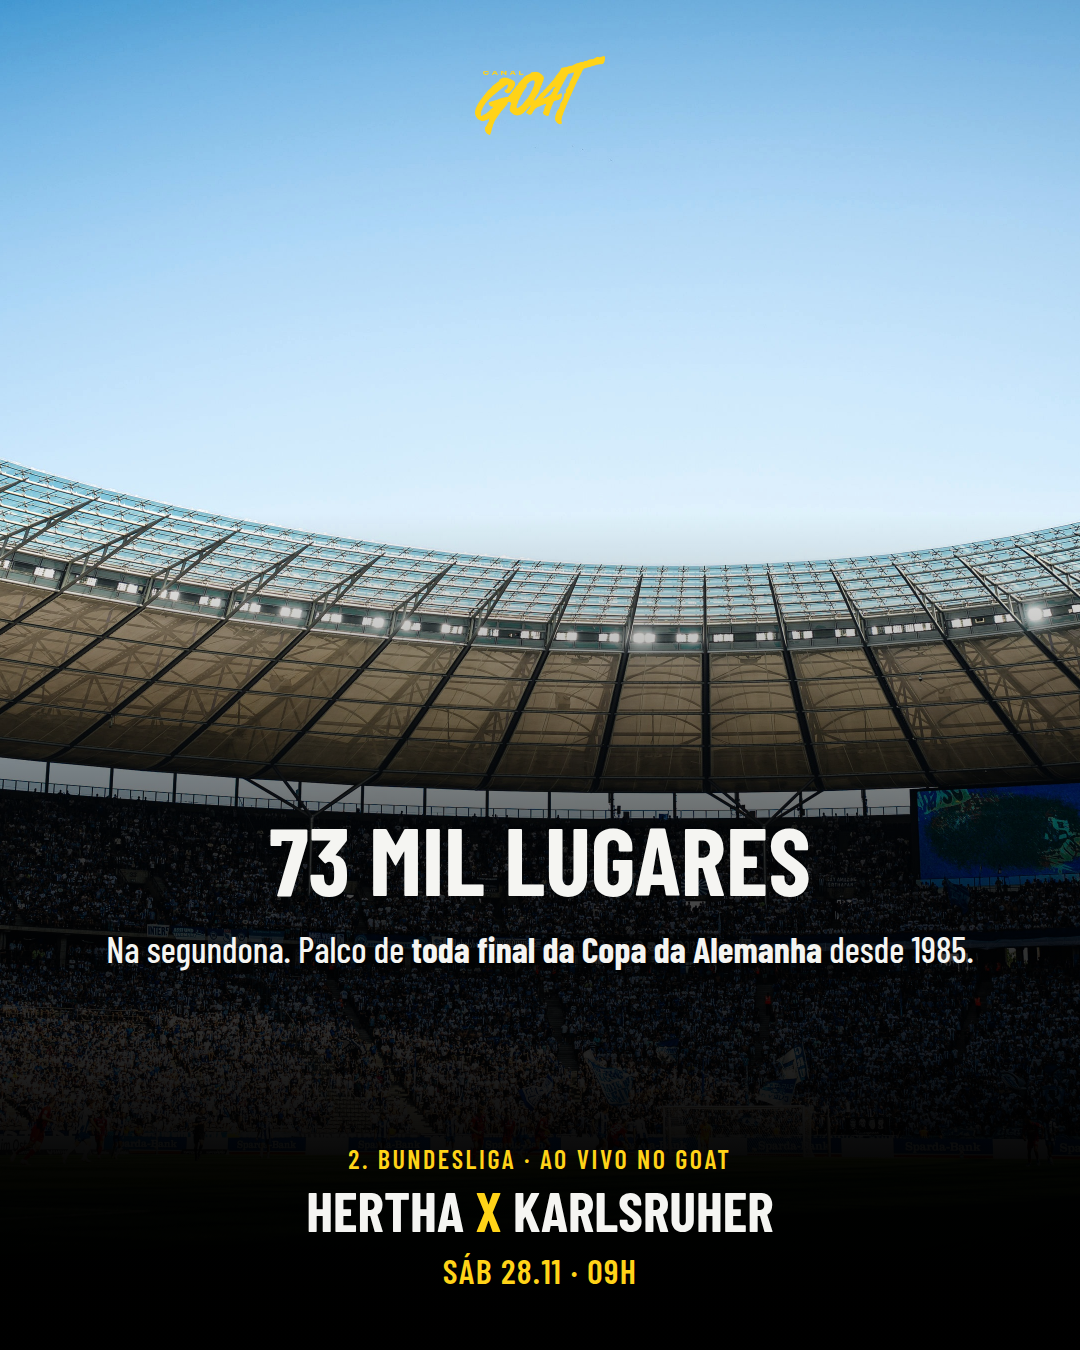 CANAL
GOAT
73 MIL LUGARES
Na segundona. Palco de toda final da Copa da Alemanha desde 1985.
2. BUNDESLIGA · AO VIVO NO GOAT
HERTHA X KARLSRUHER
SÁB 28.11 · 09H